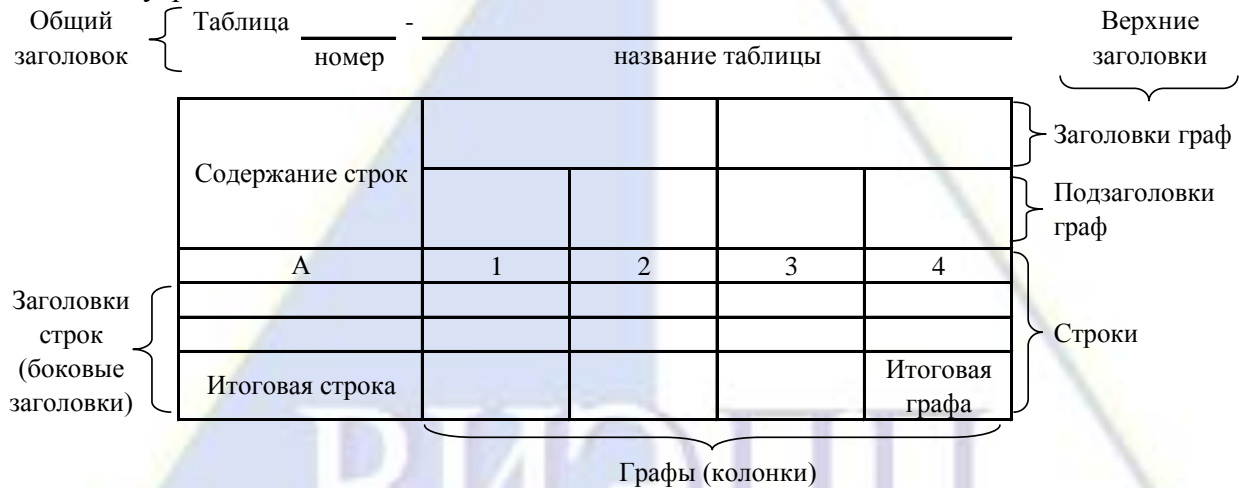 Общий заголовок
Таблица -
номер
название таблицы
Верхние заголовки
Содержание строк
Заголовки граф
Подзаголовки граф
А 1 2 3 4
Заголовки
строк
(боковые
заголовки)
Строки
Итоговая строка
Итоговая
графа
Графы (колонки)